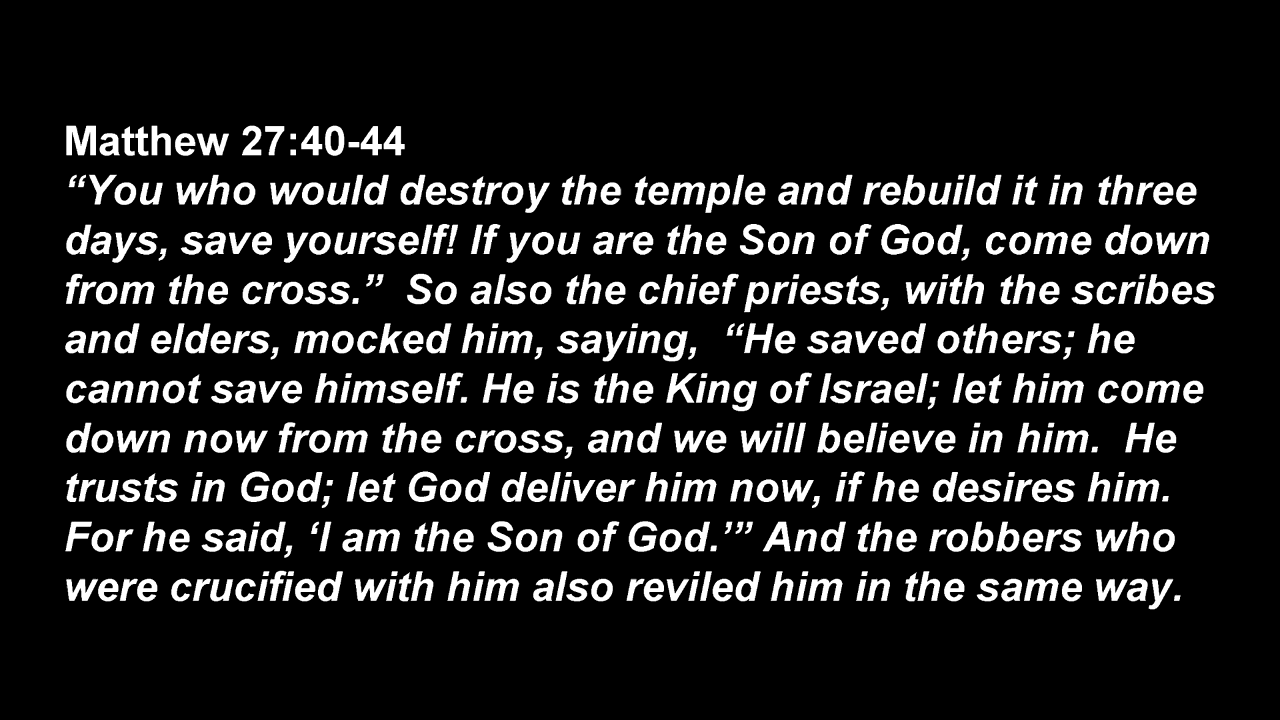 Matthew 27:40-44
“You who would destroy the temple and rebuild it in three
days, save yourself! If you are the Son of God, come down
from the cross.”  So also the chief priests, with the scribes
and elders, mocked him, saying,  “He saved others; he
cannot save himself. He is the King of Israel; let him come
down now from the cross, and we will believe in him.  He
trusts in God; let God deliver him now, if he desires him.
For he said, ‘I am the Son of God.’” And the robbers who
were crucified with him also reviled him in the same way.